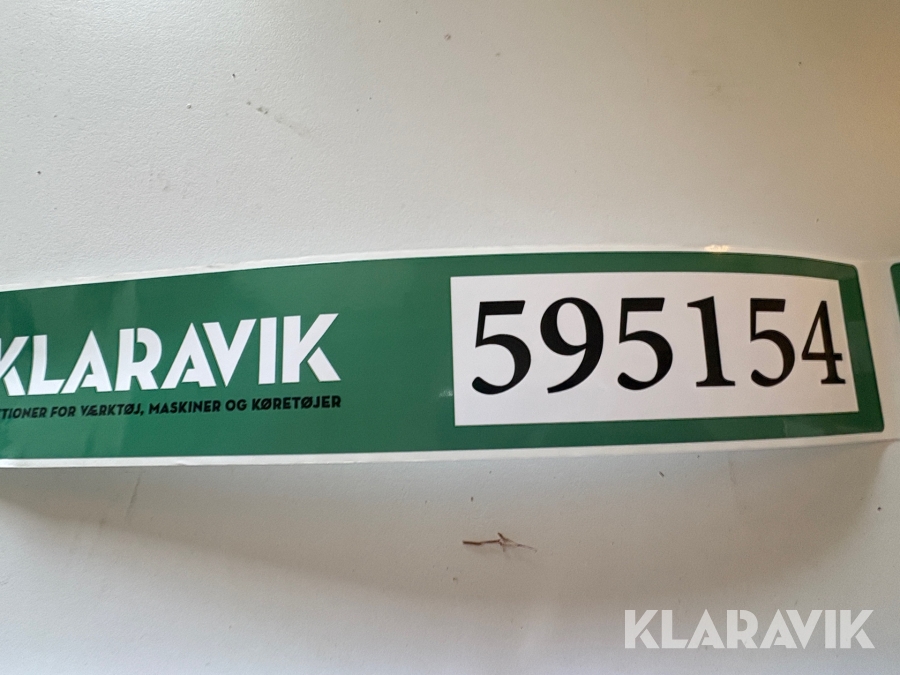 KLARAVIK
595154
TIONER FOR VÆRKTØJ, MASKINER OG KØRETØJER
KLARAVIK